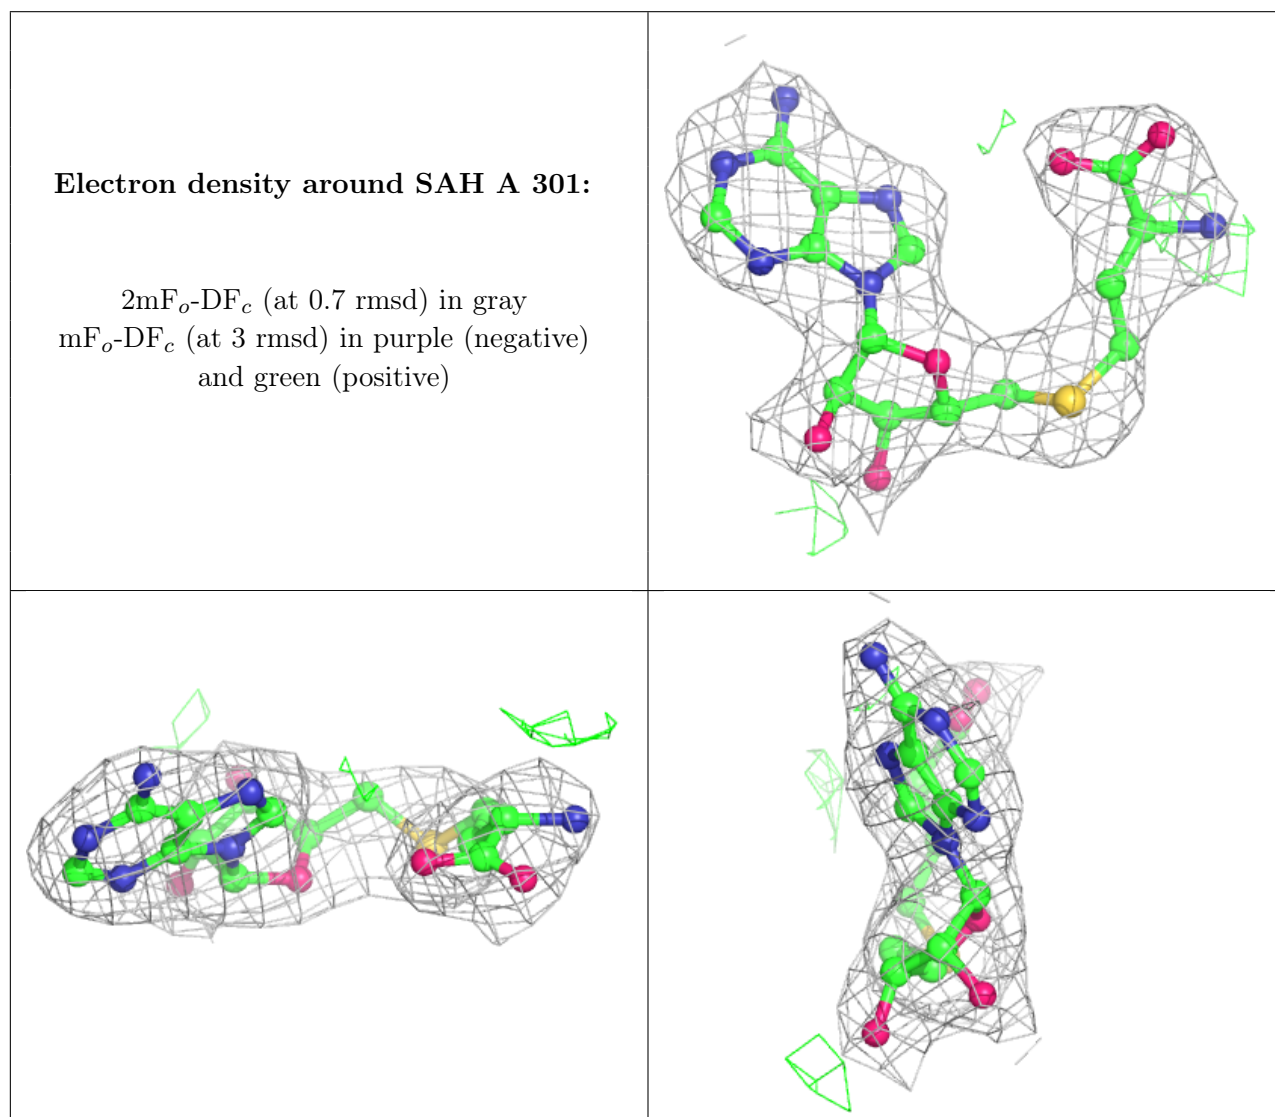 Electron density around SAH A 301:
2mFₒ-DF𝑐 (at 0.7 rmsd) in gray
mFₒ-DF𝑐 (at 3 rmsd) in purple (negative)
and green (positive)